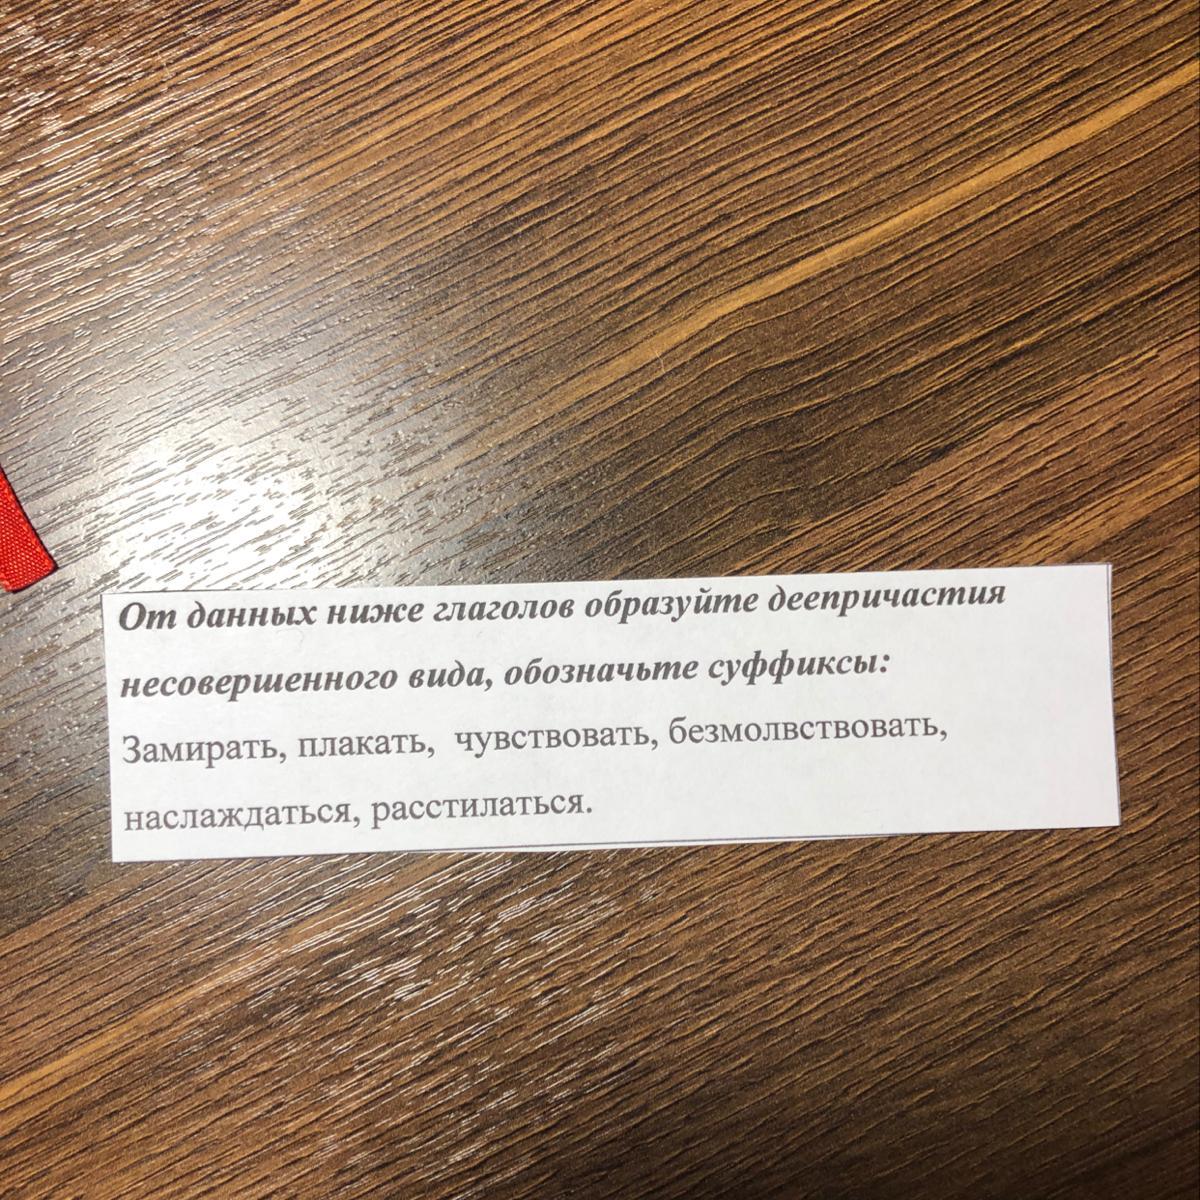 От данных ниже глаголов образуйте деепричастия
несовершенного вида, обозначьте суффиксы:
Замирать, плакать, чувствовать, безмолвствовать,
наслаждаться, расстилаться.